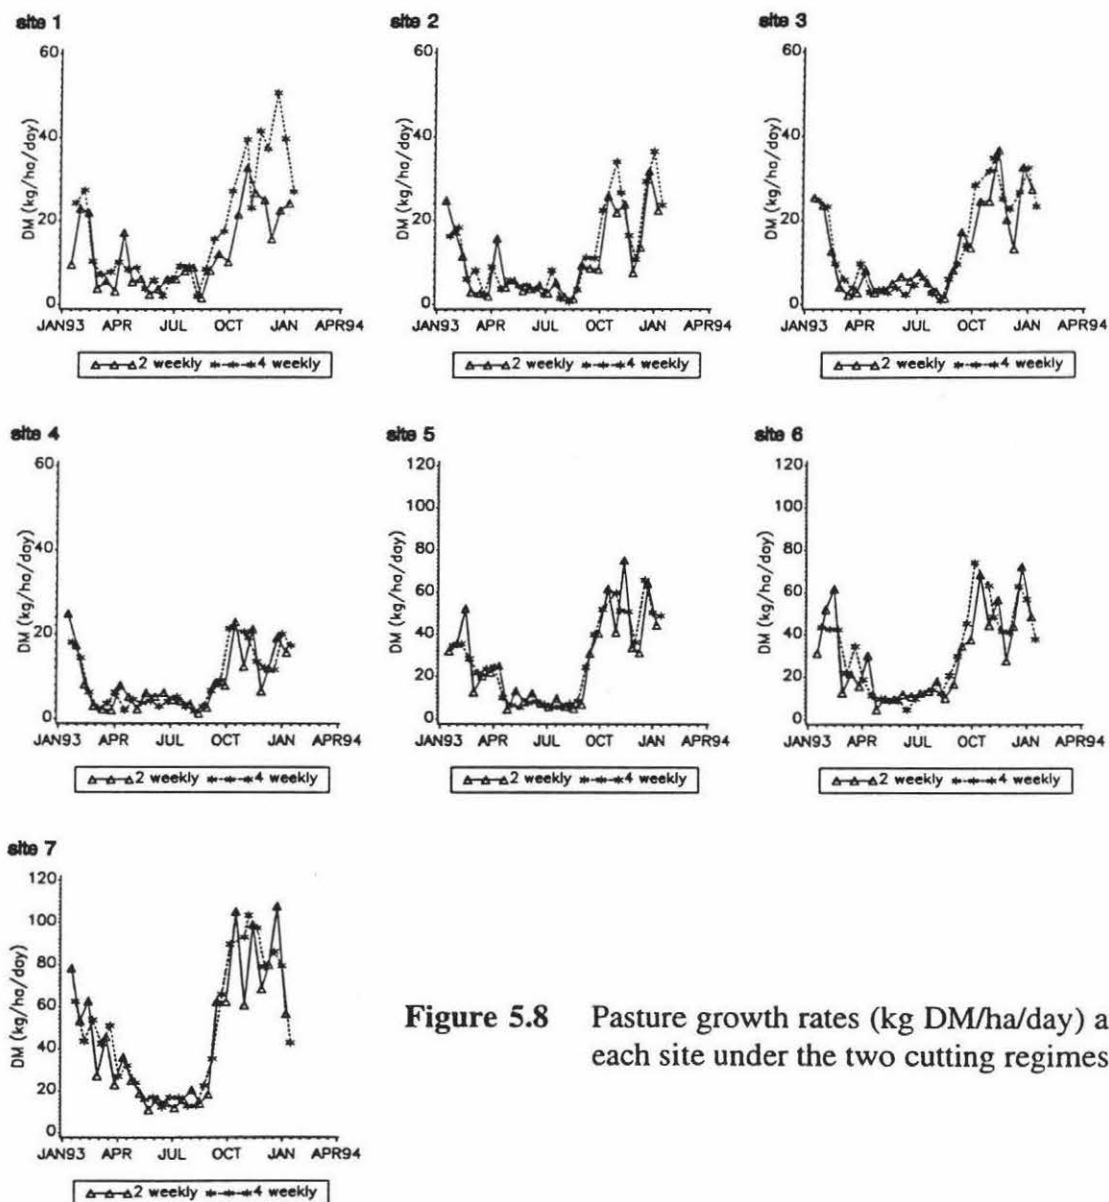 site 1
60
40
20
0
DM (kg/ha/day)
JAN93 APR JUL OCT JAN APR94
2 weekly 4 weekly
site 2
60
40
20
0
DM (kg/ha/day)
JAN93 APR JUL OCT JAN APR94
2 weekly 4 weekly
site 3
60
40
20
0
DM (kg/ha/day)
JAN93 APR JUL OCT JAN APR94
2 weekly 4 weekly
site 4
60
40
20
0
DM (kg/ha/day)
JAN93 APR JUL OCT JAN APR94
2 weekly 4 weekly
site 5
120
100
80
60
40
20
0
DM (kg/ha/day)
JAN93 APR JUL OCT JAN APR94
2 weekly 4 weekly
site 6
120
100
80
60
40
20
0
DM (kg/ha/day)
JAN93 APR JUL OCT JAN APR94
2 weekly 4 weekly
site 7
120
100
80
60
40
20
0
DM (kg/ha/day)
JAN93 APR JUL OCT JAN APR94
2 weekly 4 weekly
Figure 5.8 Pasture growth rates (kg DM/ha/day) a
each site under the two cutting regimes